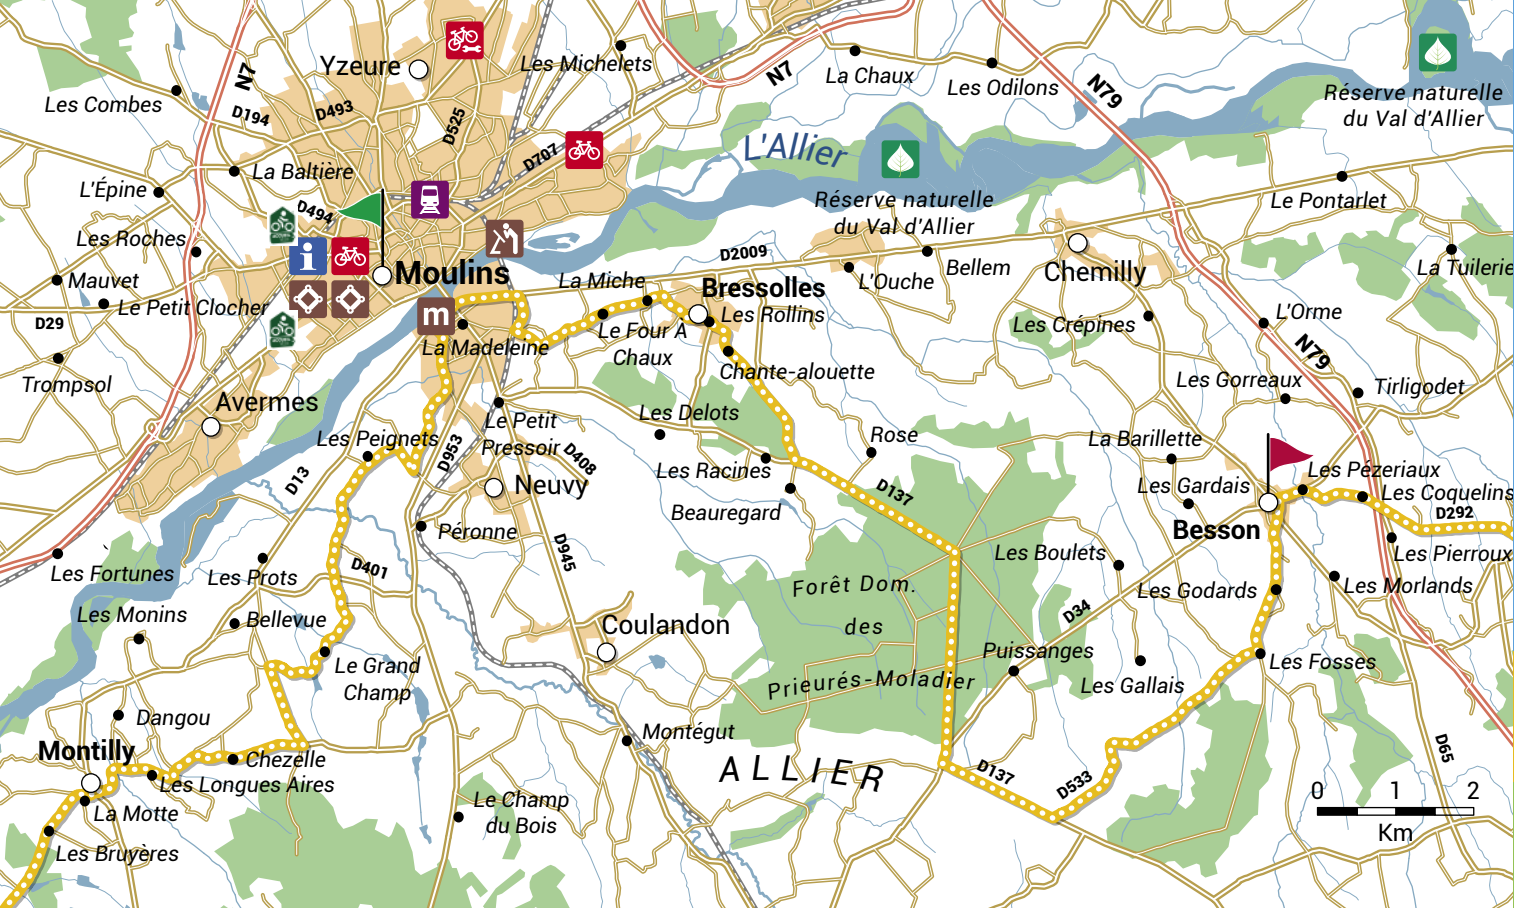 Yzeure
Les Michelets
La Chaux
Les Odilons
N7
N7
N79
Réserve naturelle
du Val d'Allier
Les Combes
D194
D493
D525
D707
L'Allier
La Baltière
L'Épine
D494
Réserve naturelle
du Val d'Allier
Le Pontarlet
Les Roches
i
Moulins
D2009
Bellem
Chemilly
La Tuilerie
Mauvet
La Miche
L'Ouche
Bressolles
Le Petit Clocher
m
Les Rollins
L'Orme
D29
Le Four À
Chaux
Les Crépines
La Madeleine
N79
Trompsol
Chante-alouette
Les Gorreaux
Tirligodet
Avermes
Les Delots
Le Petit
Pressoir
Les Peignets
D953
D408
Rose
La Barillette
Les Pézeriaux
D13
Les Racines
Neuvy
D137
Les Gardais
Les Coquelins
D292
Beaureɡard
Besson
Péronne
Les Pierroux
D945
Les Boulets
Les Fortunes
Les Prots
D401
Forêt Dom.
des
Prieurés-Moladier
Les Godards
Les Morlands
Les Monins
Bellevue
D34
Coulandon
Puissanges
Le Grand
Champ
Les Fosses
Les Gallais
Dangou
Montégut
Montilly
Chezelle
D65
ALLIER
D137
D533
Les Longues Aires
La Motte
Le Champ
du Bois
0 1 2
Km
Les Bruyères